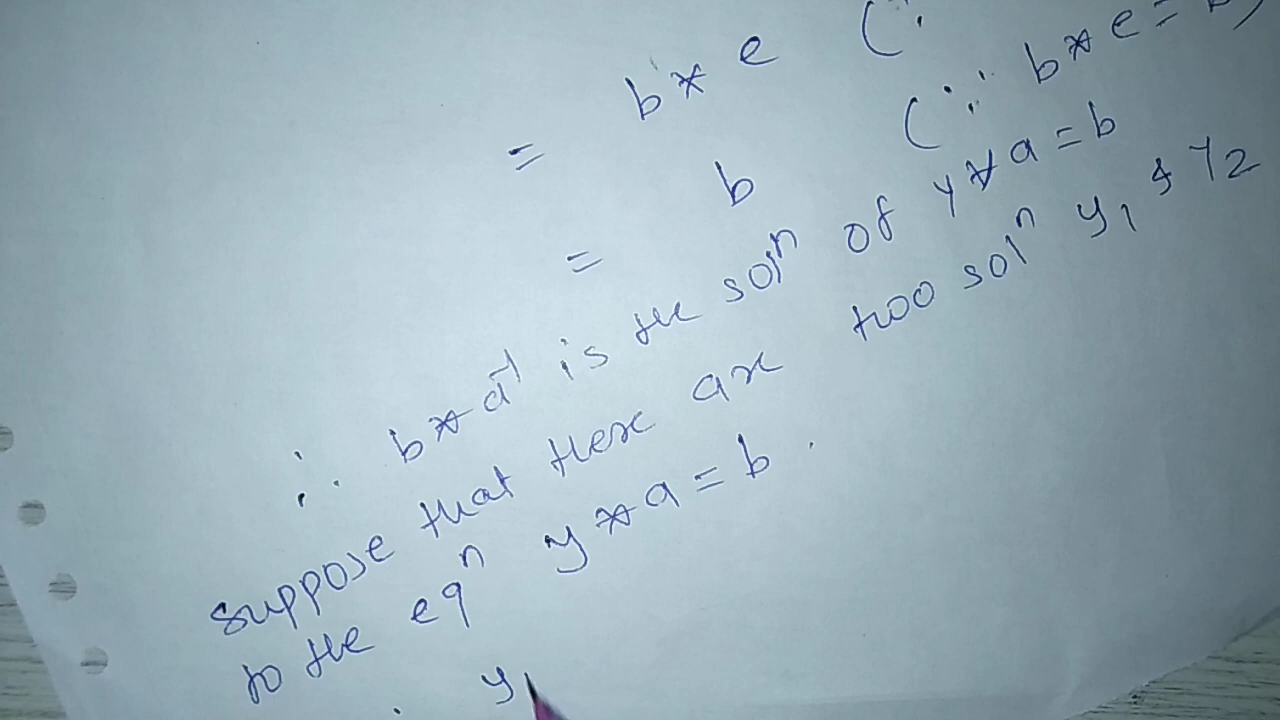 = b * e (∵
= b (∵ b * e = b)
∴ b * a⁻¹ is the solⁿ of y * a = b
Suppose that there are two solⁿ y₁ & y₂
to the eqⁿ y * a = b.
∴ y